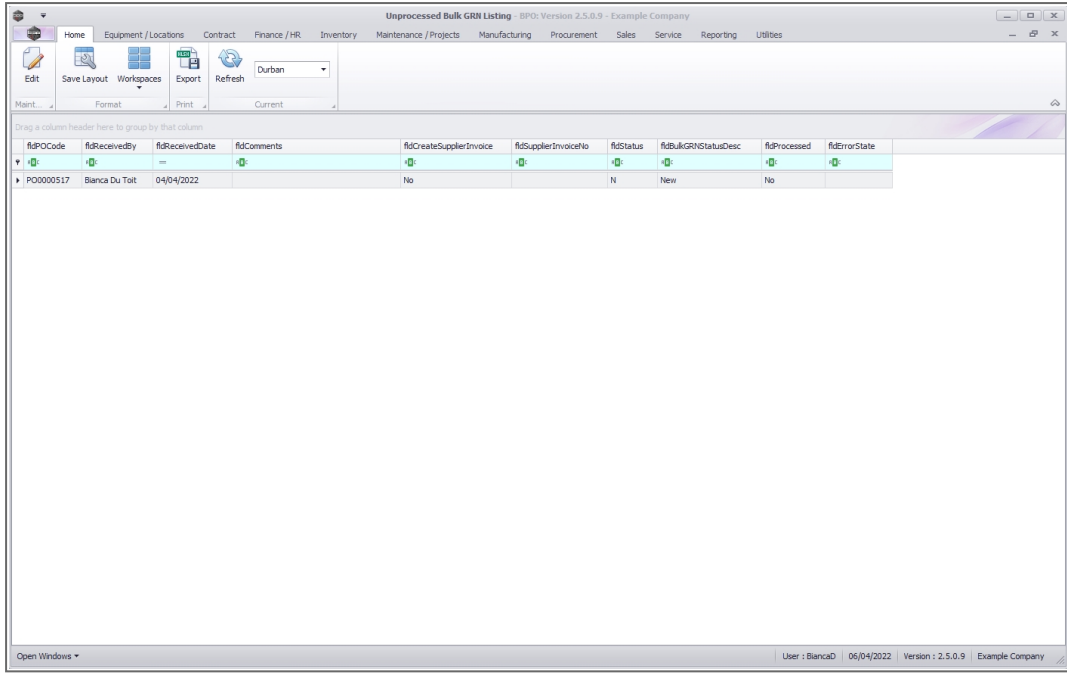 Unprocessed Bulk GRN Listing - BPO: Version 2.5.0.9 - Example Company
Home Equipment / Locations Contract Finance / HR Inventory Maintenance / Projects Manufacturing Procurement Sales Service Reporting Utilities
Edit Save Layout Workspaces Export Refresh Durban
Maint... Format Print Current
Drag a column header here to group by that column
fldPOCode fldReceivedBy fldReceivedDate fldComments fldCreateSupplierInvoice fldSupplierInvoiceNo fldStatus fldBulkGRNStatusDesc fldProcessed fldErrorState
PO0000517 Bianca Du Toit 04/04/2022 No N New No
Open Windows User : BiancaD 06/04/2022 Version : 2.5.0.9 Example Company